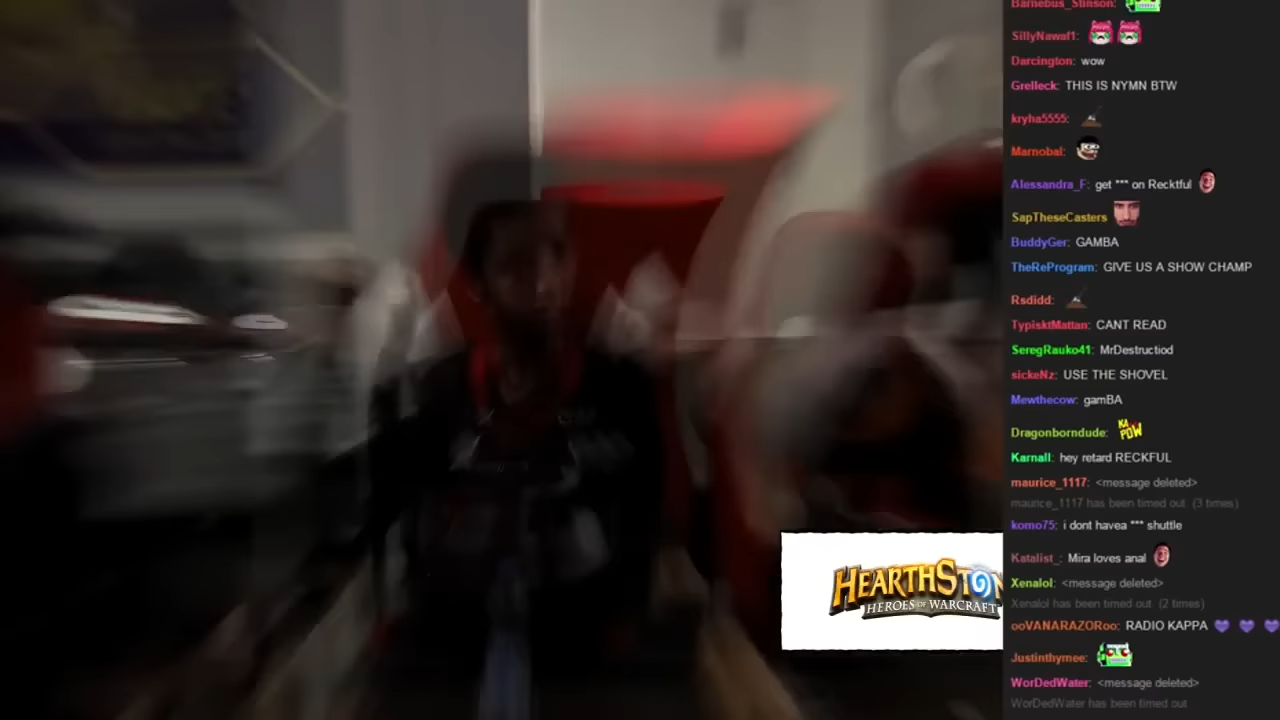 Barnebus_Stinson:
SillyNawaf1:
Darcington: wow
Grelleck: THIS IS NYMN BTW
kryha5555:
Marnobal:
Alessandra_F: get *** on Recktful
SapTheseCasters
BuddyGer: GAMBA
TheReProgram: GIVE US A SHOW CHAMP
Rsdidd:
TypisktMattan: CANT READ
SeregRauko41: MrDestructiod
sickeNz: USE THE SHOVEL
Mewthecow: gamBA
Dragonborndude: KA POW
Karnall: hey retard RECKFUL
maurice_1117: <message deleted>
maurice_1117 has been timed out. (3 times)
komo75: i dont havea *** shuttle
Katalist_: Mira loves anal
Xenalol: <message deleted>
Xenalol has been timed out. (2 times)
ooVANARAZORoo: RADIO KAPPA
Justinthymee:
WorDedWater: <message deleted>
WorDedWater has been timed out.
HEARTHSTON
HEROES OF WARCRAFT